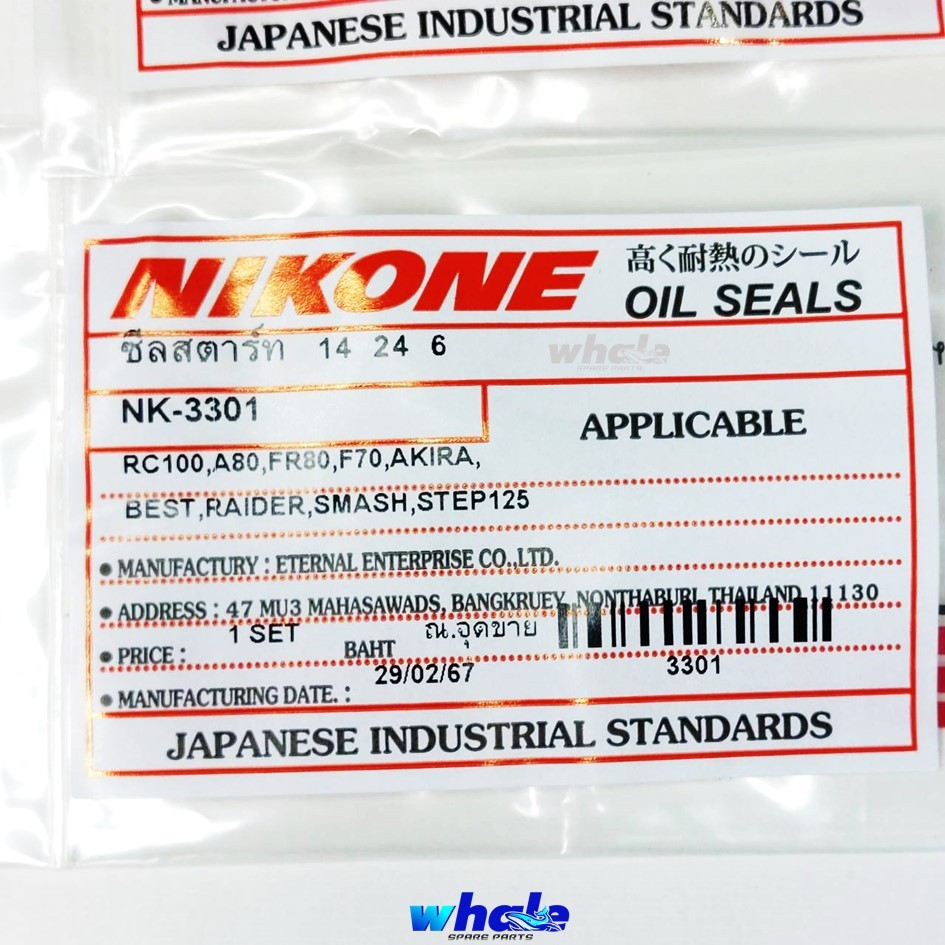 JAPANESE INDUSTRIAL STANDARDS
NIKONE
高く耐熱のシール
OIL SEALS
ซีลสตาร์ท 14 24 6
whale
SPARE PARTS
NK-3301
APPLICABLE
RC100,A80,FR80,F70,AKIRA,
BEST,RAIDER,SMASH,STEP125
• MANUFACTURY : ETERNAL ENTERPRISE CO.,LTD.
• ADDRESS : 47 MU3 MAHASAWADS, BANGKRUEY, NONTHABURI, THAILAND 11130
1 SET ณ.จุดขาย
• PRICE : BAHT
29/02/67 3301
• MANUFACTURING DATE. :
JAPANESE INDUSTRIAL STANDARDS
whale
SPARE PARTS